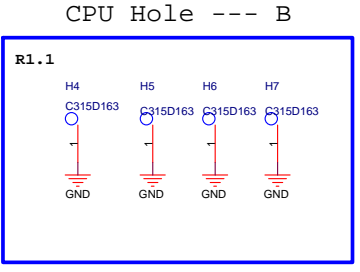 CPU Hole --- B
R1.1
H4 H5 H6 H7
C315D163 C315D163 C315D163 C315D163
1 1 1 1
GND GND GND GND